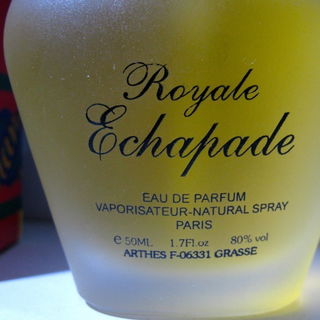 Royale
Echapade
EAU DE PARFUM
VAPORISATEUR-NATURAL SPRAY
PARIS
e 50ML 1.7Fl.oz 80% vol
ARTHES F-06331 GRASSE